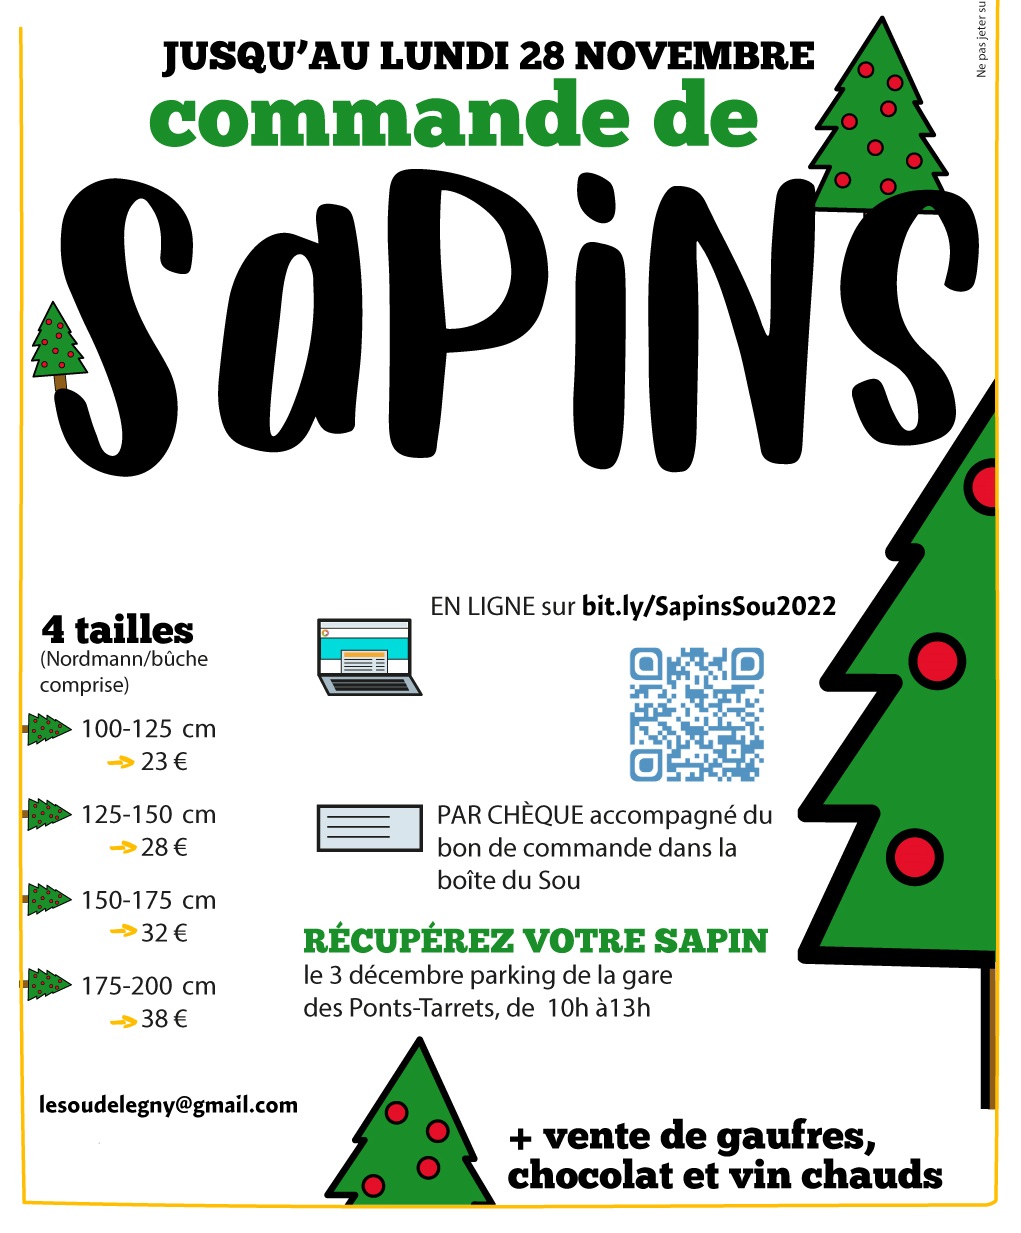 Ne pas jeter su
JUSQU'AU LUNDI 28 NOVEMBRE
commande de
SaPiNS
EN LIGNE sur bit.ly/SapinsSou2022
4 tailles
(Nordmann/bûche
comprise)
100-125 cm
23 €
125-150 cm
28 €
150-175 cm
32 €
175-200 cm
38 €
PAR CHÈQUE accompagné du
bon de commande dans la
boîte du Sou
RÉCUPÉREZ VOTRE SAPIN
le 3 décembre parking de la gare
des Ponts-Tarrets, de 10h à13h
lesoudelegny@gmail.com
+ vente de gaufres,
chocolat et vin chauds